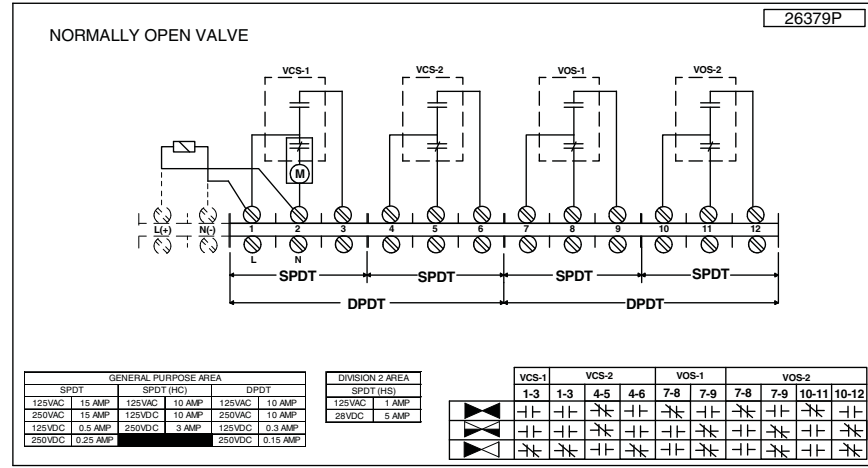 26379P
NORMALLY OPEN VALVE
VCS-1 VCS-2 VOS-1 VOS-2
M
L(+) N(-) 1 2 3 4 5 6 7 8 9 10 11 12
L N
SPDT SPDT SPDT SPDT
DPDT DPDT
GENERAL PURPOSE AREA
SPDT SPDT (HC) DPDT
125VAC 15 AMP 125VAC 10 AMP 125VAC 10 AMP
250VAC 15 AMP 125VDC 10 AMP 250VAC 10 AMP
125VDC 0.5 AMP 250VDC 3 AMP 125VDC 0.3 AMP
250VDC 0.25 AMP 250VDC 0.15 AMP
DIVISION 2 AREA
SPDT (HS)
125VAC 1 AMP
28VDC 5 AMP
VCS-1 VCS-2 VOS-1 VOS-2
1-3 1-3 4-5 4-6 7-8 7-9 7-8 7-9 10-11 10-12